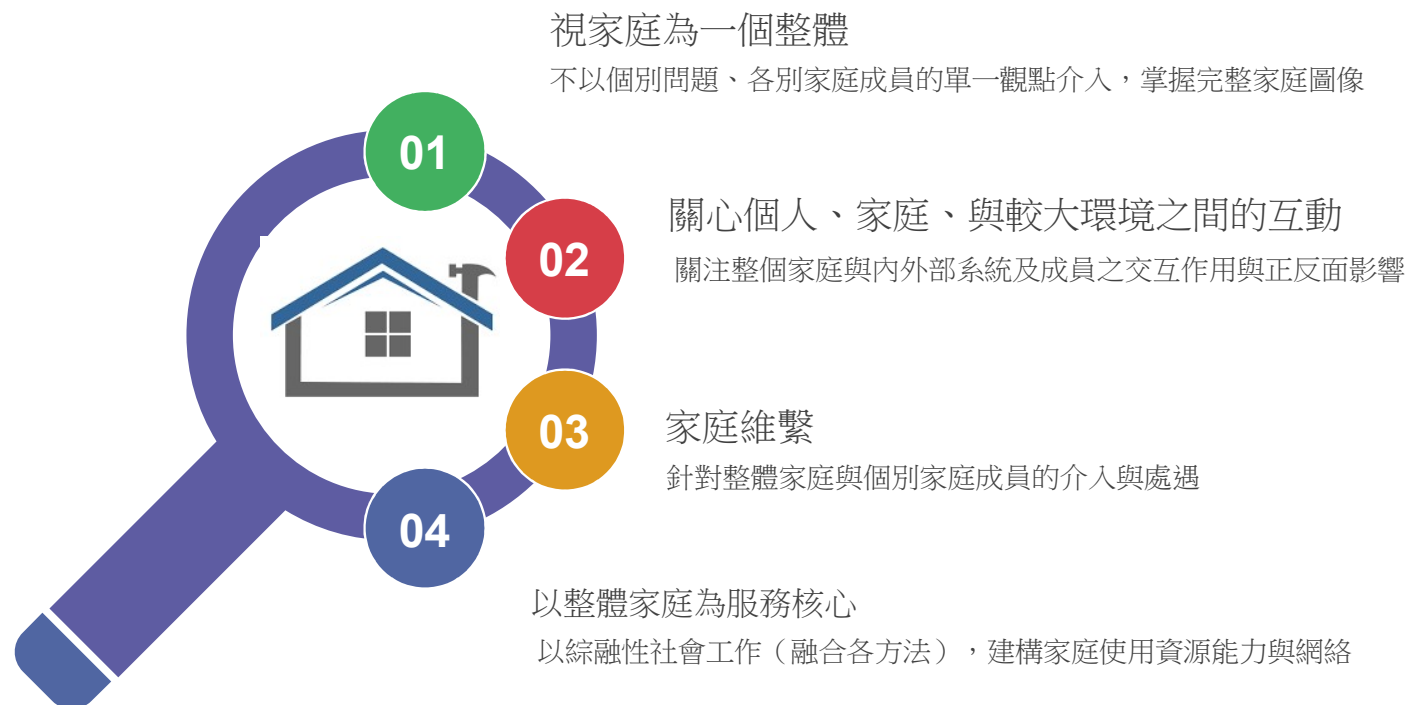 視家庭為一個整體
不以個別問題、各別家庭成員的單一觀點介入，掌握完整家庭圖像
01
02
關心個人、家庭、與較大環境之間的互動
關注整個家庭與內外部系統及成員之交互作用與正反面影響
03
家庭維繫
針對整體家庭與個別家庭成員的介入與處遇
04
以整體家庭為服務核心
以綜融性社會工作（融合各方法），建構家庭使用資源能力與網絡